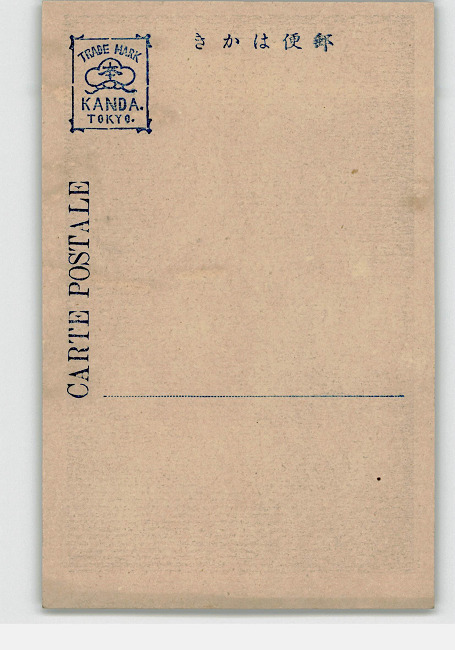 きかは便郵
TRADE MARK
KANDA.
TOKYO.
CARTE POSTALE